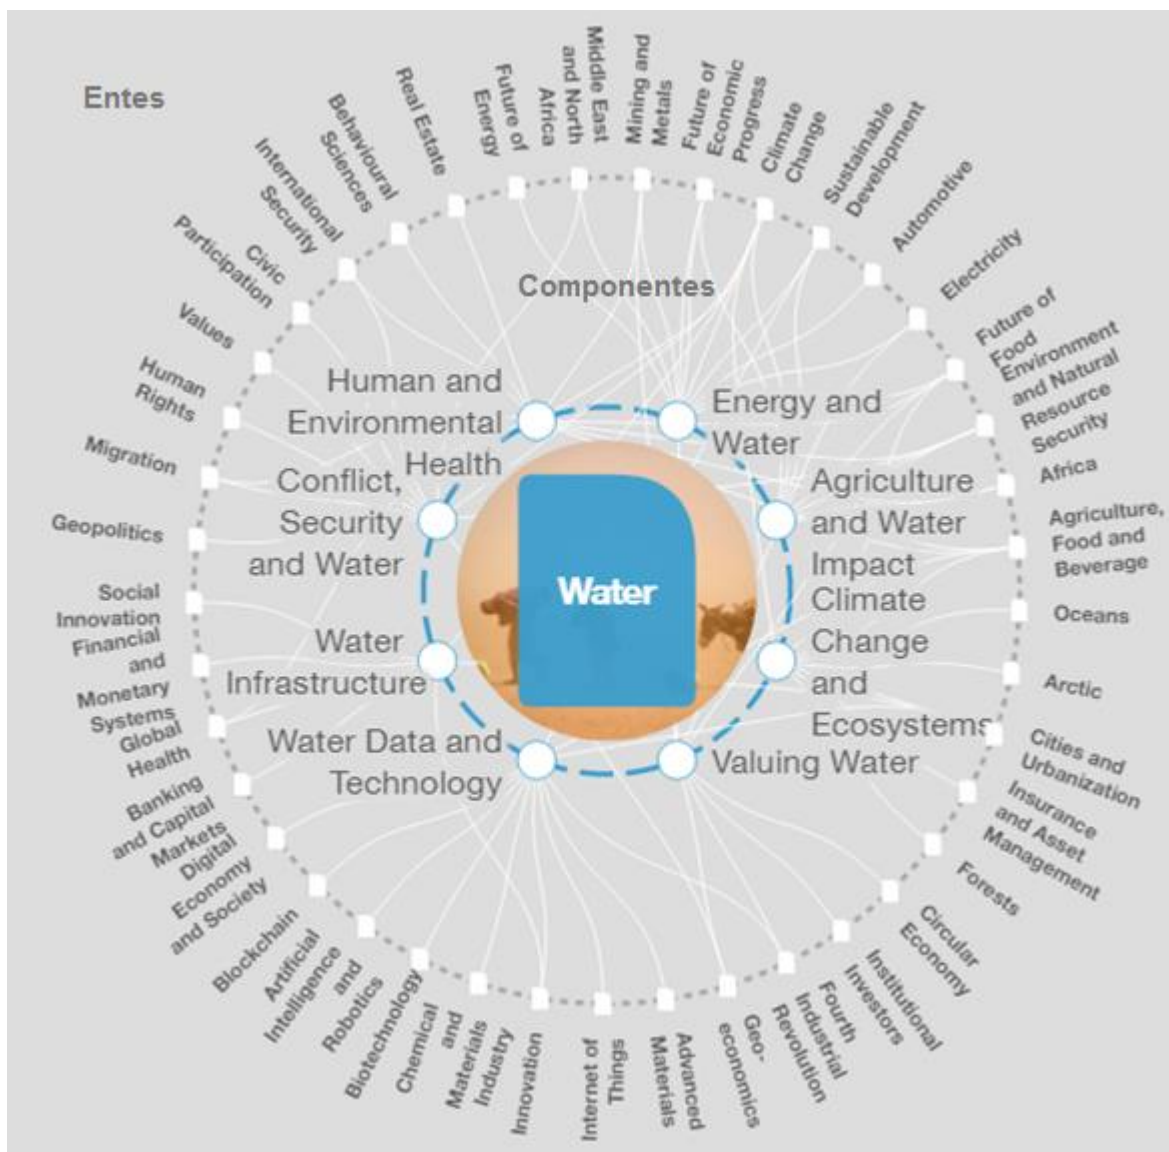 Entes
Componentes
Water
Human and
Environmental
Health
Conflict,
Security
and Water
Water
Infrastructure
Water Data and
Technology
Energy and
Water
Agriculture
and Water
Impact
Climate
Change
and
Ecosystems
Valuing Water
Middle East
and North
Africa
Mining and
Metals
Future of
Economic
Progress
Climate
Change
Sustainable
Development
Automotive
Electricity
Future of
Food
Environment
and Natural
Resource
Security
Africa
Agriculture,
Food and
Beverage
Oceans
Arctic
Cities and
Urbanization
Insurance
and Asset
Management
Forests
Circular
Economy
Institutional
Investors
Fourth
Industrial
Revolution
Geo-
economics
Advanced
Materials
Internet of
Things
Innovation
Chemical
and
Materials
Industry
Biotechnology
Artificial
Intelligence
and
Robotics
Blockchain
Digital
Economy
and Society
Banking
and Capital
Markets
Global
Health
Financial
and
Monetary
Systems
Social
Innovation
Geopolitics
Migration
Human
Rights
Values
Civic
Participation
International
Security
Behavioural
Sciences
Real Estate
Future of
Energy